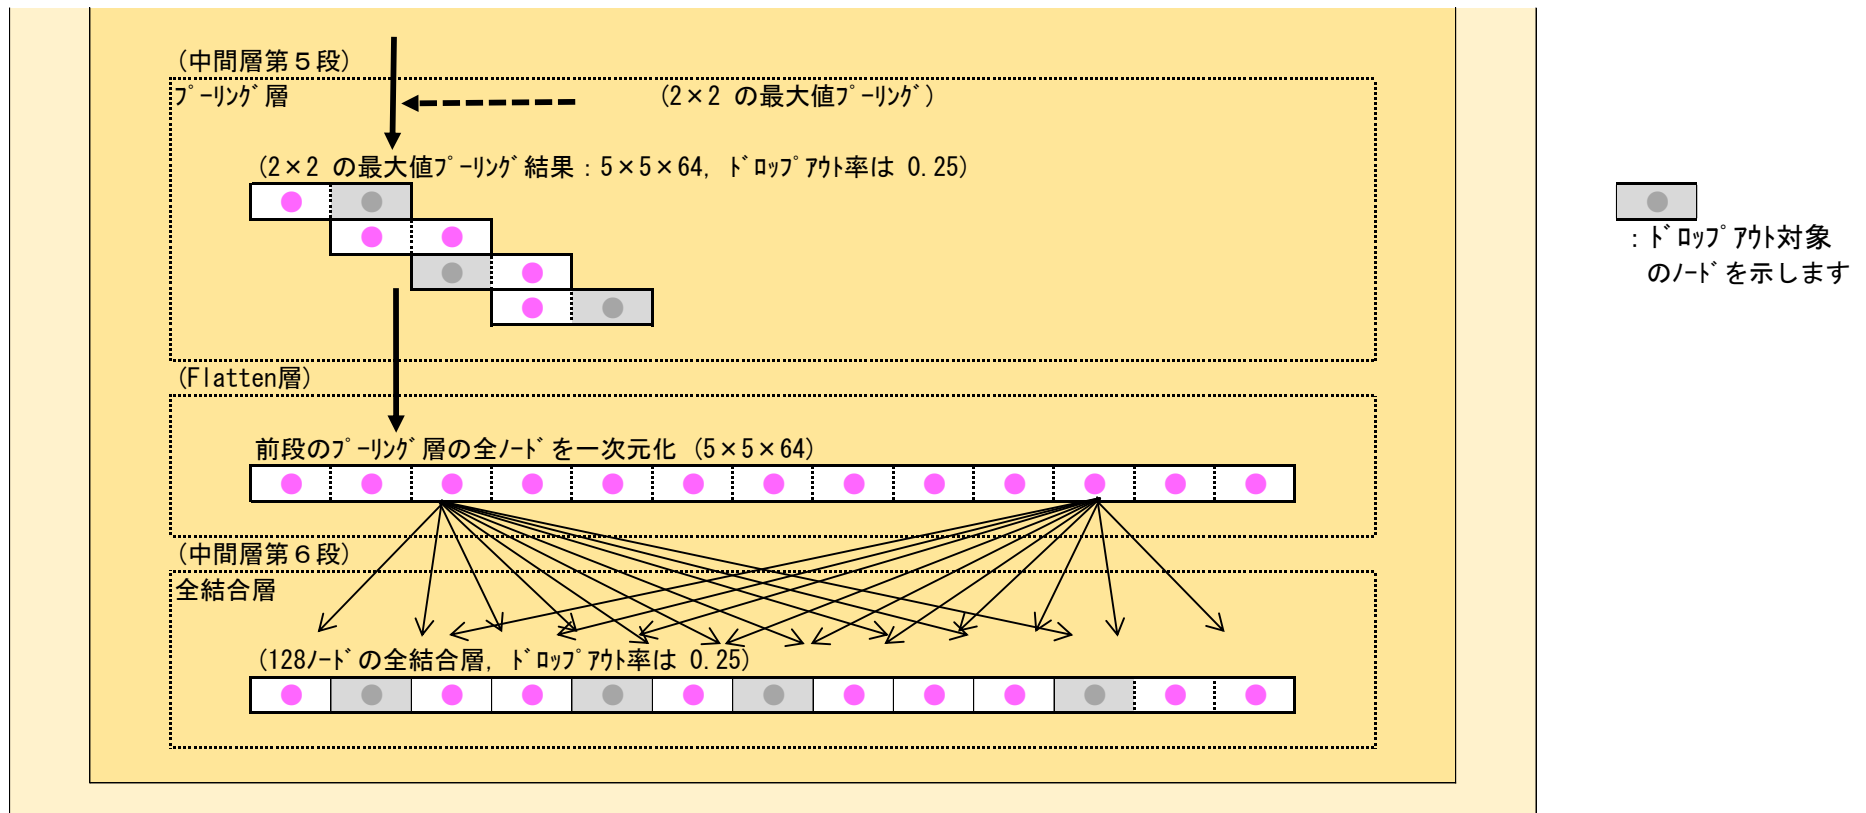 (中間層第５段)
ﾌﾟｰﾘﾝｸﾞ層
(2×2 の最大値ﾌﾟｰﾘﾝｸﾞ)
(2×2 の最大値ﾌﾟｰﾘﾝｸﾞ結果：5×5×64, ﾄﾞﾛｯﾌﾟｱｳﾄ率は 0.25)
：ﾄﾞﾛｯﾌﾟｱｳﾄ対象
のﾉｰﾄﾞを示します
(Flatten層)
前段のﾌﾟｰﾘﾝｸﾞ層の全ﾉｰﾄﾞを一次元化 (5×5×64)
(中間層第６段)
全結合層
(128ﾉｰﾄﾞの全結合層, ﾄﾞﾛｯﾌﾟｱｳﾄ率は 0.25)